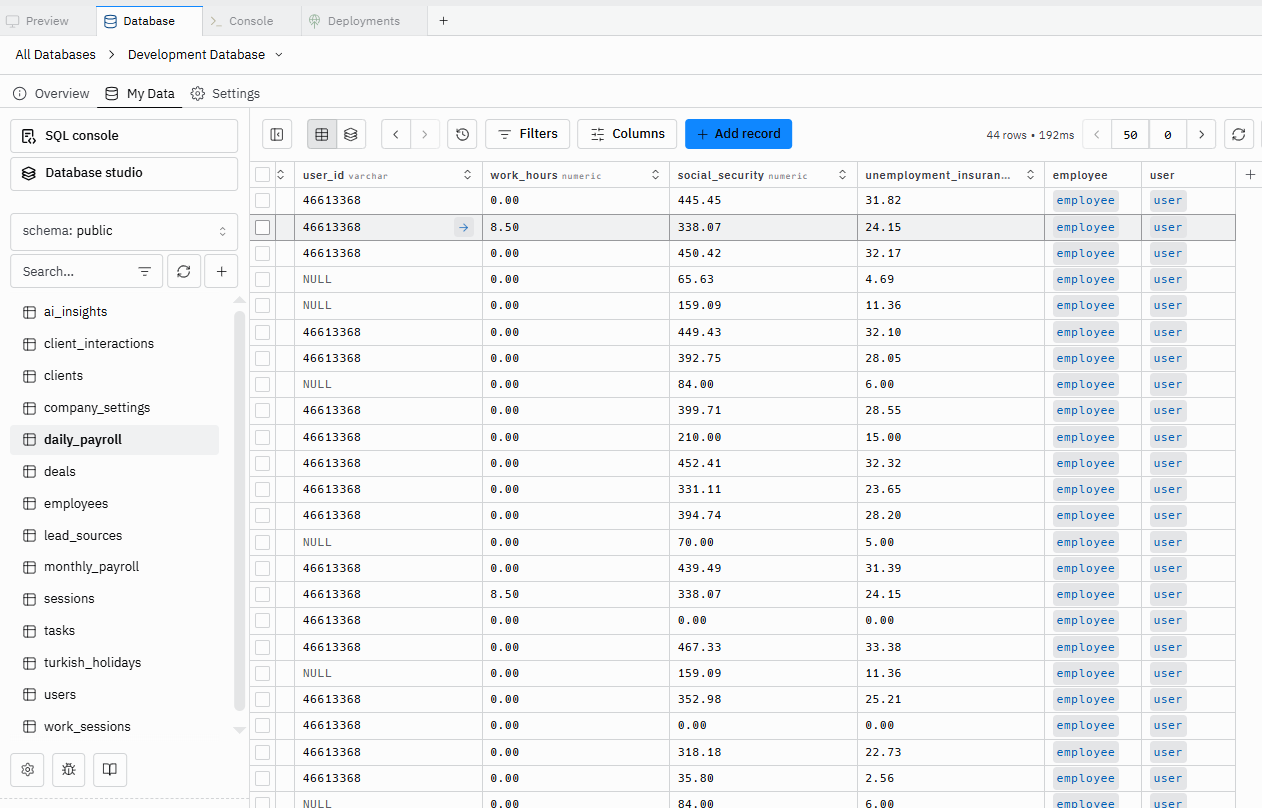 Preview Database Console Deployments
All Databases Development Database
Overview My Data Settings
SQL console
Database studio
schema: public
Search...
ai_insights
client_interactions
clients
company_settings
daily_payroll
deals
employees
lead_sources
monthly_payroll
sessions
tasks
turkish_holidays
users
work_sessions
Filters Columns + Add record 44 rows • 192ms 50 0
user_id varchar work_hours numeric social_security numeric unemployment_insuran... employee user
46613368 0.00 445.45 31.82 employee user
46613368 8.50 338.07 24.15 employee user
46613368 0.00 450.42 32.17 employee user
NULL 0.00 65.63 4.69 employee user
NULL 0.00 159.09 11.36 employee user
46613368 0.00 449.43 32.10 employee user
46613368 0.00 392.75 28.05 employee user
NULL 0.00 84.00 6.00 employee user
46613368 0.00 399.71 28.55 employee user
46613368 0.00 210.00 15.00 employee user
46613368 0.00 452.41 32.32 employee user
46613368 0.00 331.11 23.65 employee user
46613368 0.00 394.74 28.20 employee user
NULL 0.00 70.00 5.00 employee user
46613368 0.00 439.49 31.39 employee user
46613368 8.50 338.07 24.15 employee user
46613368 0.00 0.00 0.00 employee user
46613368 0.00 467.33 33.38 employee user
NULL 0.00 159.09 11.36 employee user
46613368 0.00 352.98 25.21 employee user
46613368 0.00 0.00 0.00 employee user
46613368 0.00 318.18 22.73 employee user
46613368 0.00 35.80 2.56 employee user
NULL 0.00 84.00 6.00 employee user